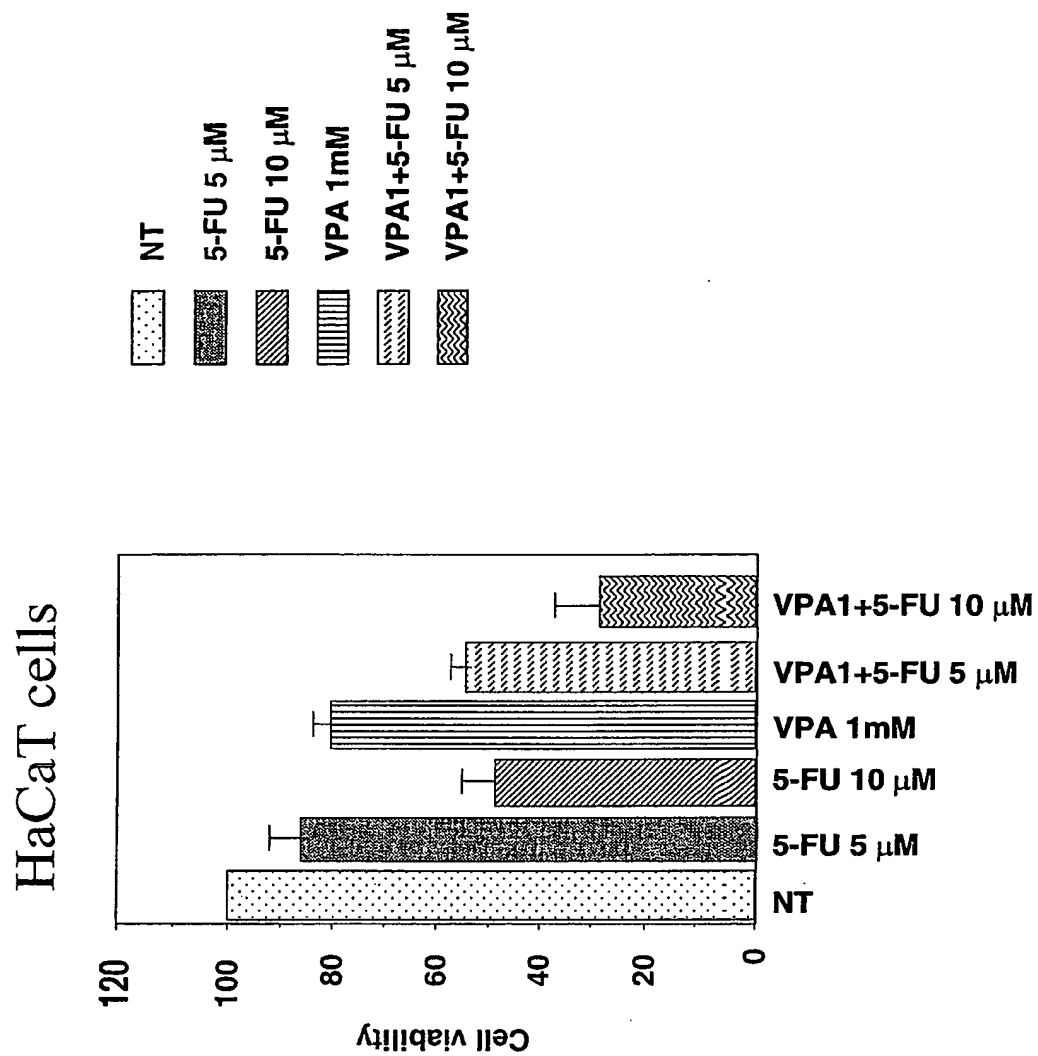 HaCaT cells
Cell viability
120
100
80
60
40
20
0
NT
5-FU 5 μM
5-FU 10 μM
VPA 1mM
VPA1+5-FU 5 μM
VPA1+5-FU 10 μM
NT
5-FU 5 μM
5-FU 10 μM
VPA 1mM
VPA1+5-FU 5 μM
VPA1+5-FU 10 μM